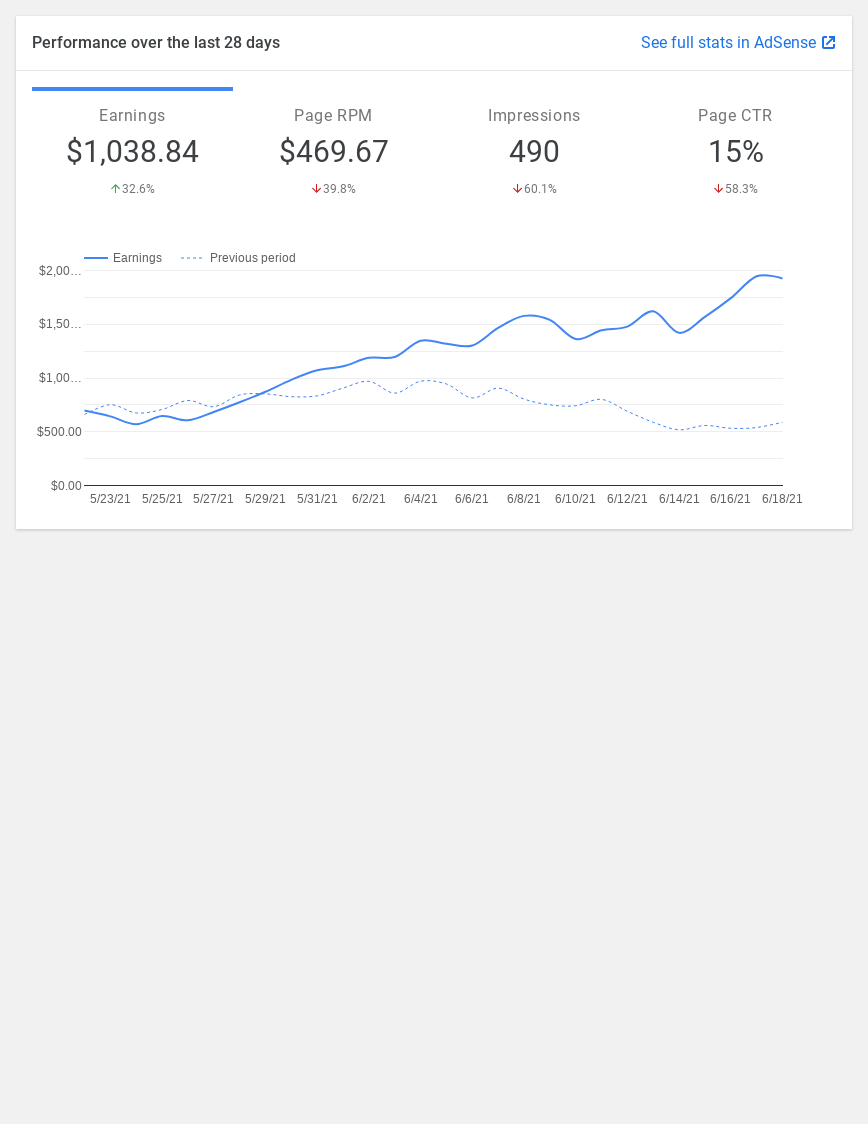 Performance over the last 28 days
See full stats in AdSense
Earnings
Page RPM
Impressions
Page CTR
$1,038.84
$469.67
490
15%
32.6%
39.8%
60.1%
58.3%
Earnings
Previous period
$2,00...
$1,50...
$1,00...
$500.00
$0.00
5/23/21 5/25/21 5/27/21 5/29/21 5/31/21 6/2/21 6/4/21 6/6/21 6/8/21 6/10/21 6/12/21 6/14/21 6/16/21 6/18/21